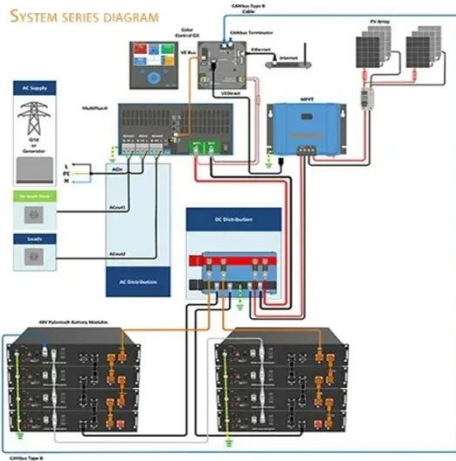 SYSTEM SERIES DIAGRAM
CANbus Type B
Cable
Color
Control GX
CANbus Terminator
PV Array
VE Bus
Ethernet
Internet
AC Supply
Grid
or
Generator
MultiPlus-II
VEDirect
MPPT
L
PE
N
ACin
ACout1
Loads
ACout2
DC Distribution
AC Distribution
48V Pylontech Battery Modules
CANbus Type B